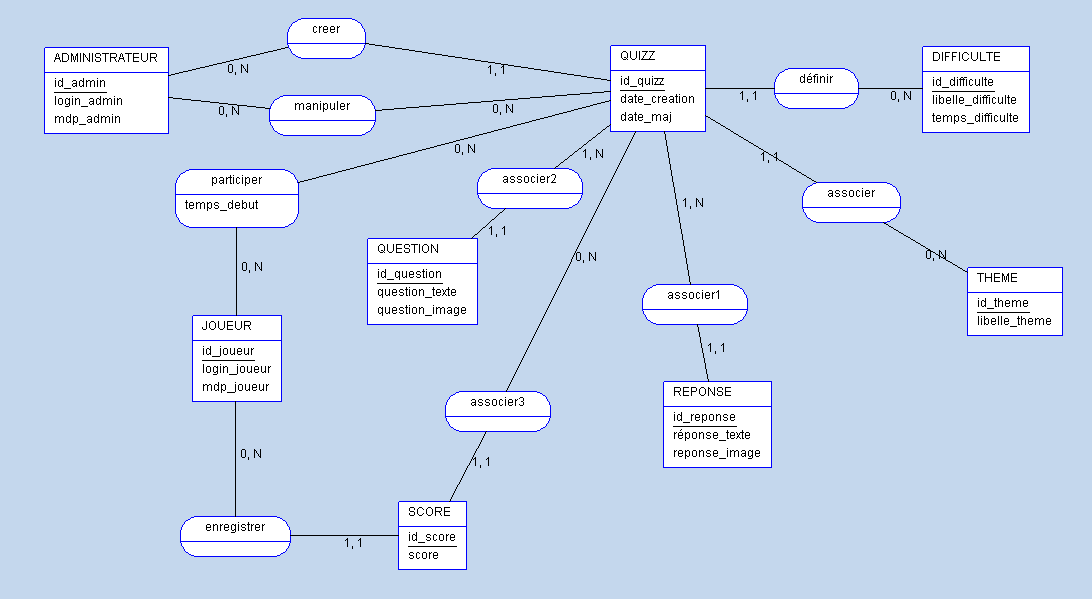 creer
ADMINISTRATEUR
id_admin
login_admin
mdp_admin
0, N
1, 1
manipuler
0, N
0, N
QUIZZ
id_quizz
date_creation
date_maj
définir
1, 1
0, N
DIFFICULTE
id_difficulte
libelle_difficulte
temps_difficulte
participer
temps_debut
0, N
0, N
associer2
1, N
1, 1
QUESTION
id_question
question_texte
question_image
associer
1, 1
0, N
THEME
id_theme
libelle_theme
associer1
1, N
1, 1
REPONSE
id_reponse
réponse_texte
reponse_image
JOUEUR
id_joueur
login_joueur
mdp_joueur
0, N
associer3
0, N
1, 1
enregistrer
1, 1
SCORE
id_score
score